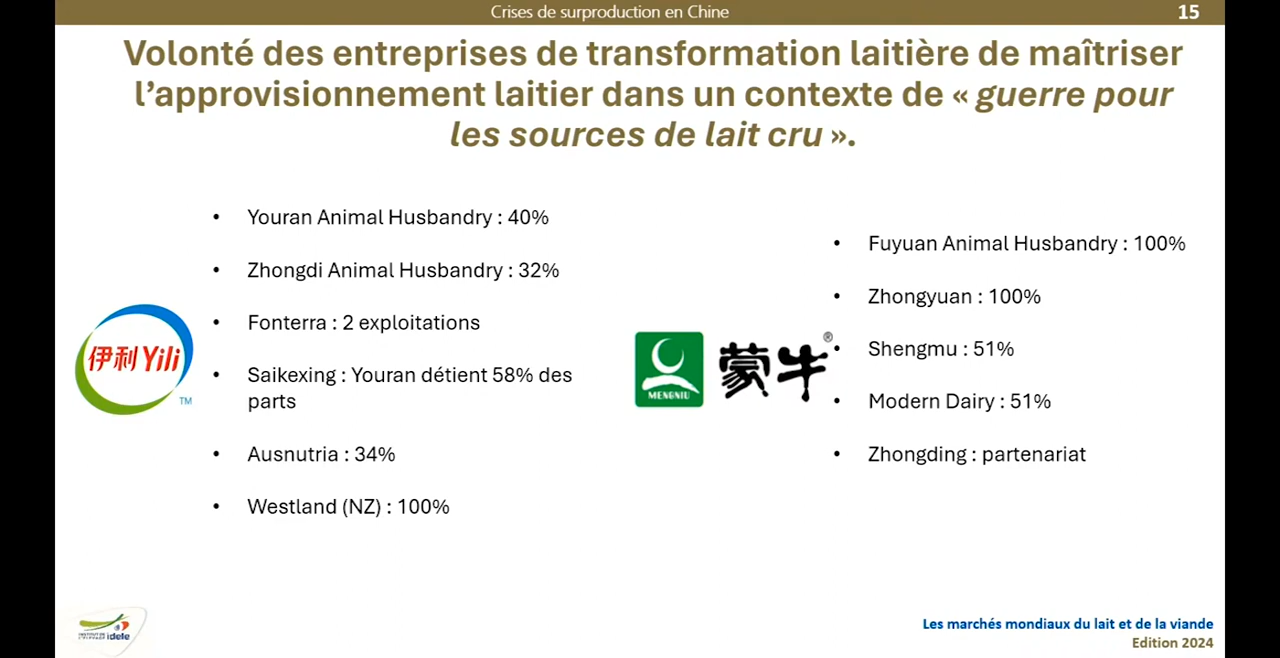 Crises de surproduction en Chine
15
Volonté des entreprises de transformation laitière de maîtriser
l’approvisionnement laitier dans un contexte de « guerre pour
les sources de lait cru ».
• Youran Animal Husbandry : 40%
• Zhongdi Animal Husbandry : 32%
• Fonterra : 2 exploitations
• Saikexing : Youran détient 58% des
parts
• Ausnutria : 34%
• Westland (NZ) : 100%
伊利 Yili
TM
MENGNIU
蒙牛
®
• Fuyuan Animal Husbandry : 100%
• Zhongyuan : 100%
• Shengmu : 51%
• Modern Dairy : 51%
• Zhongding : partenariat
INSTITUT DE
L'ELEVAGE idele
Les marchés mondiaux du lait et de la viande
Edition 2024